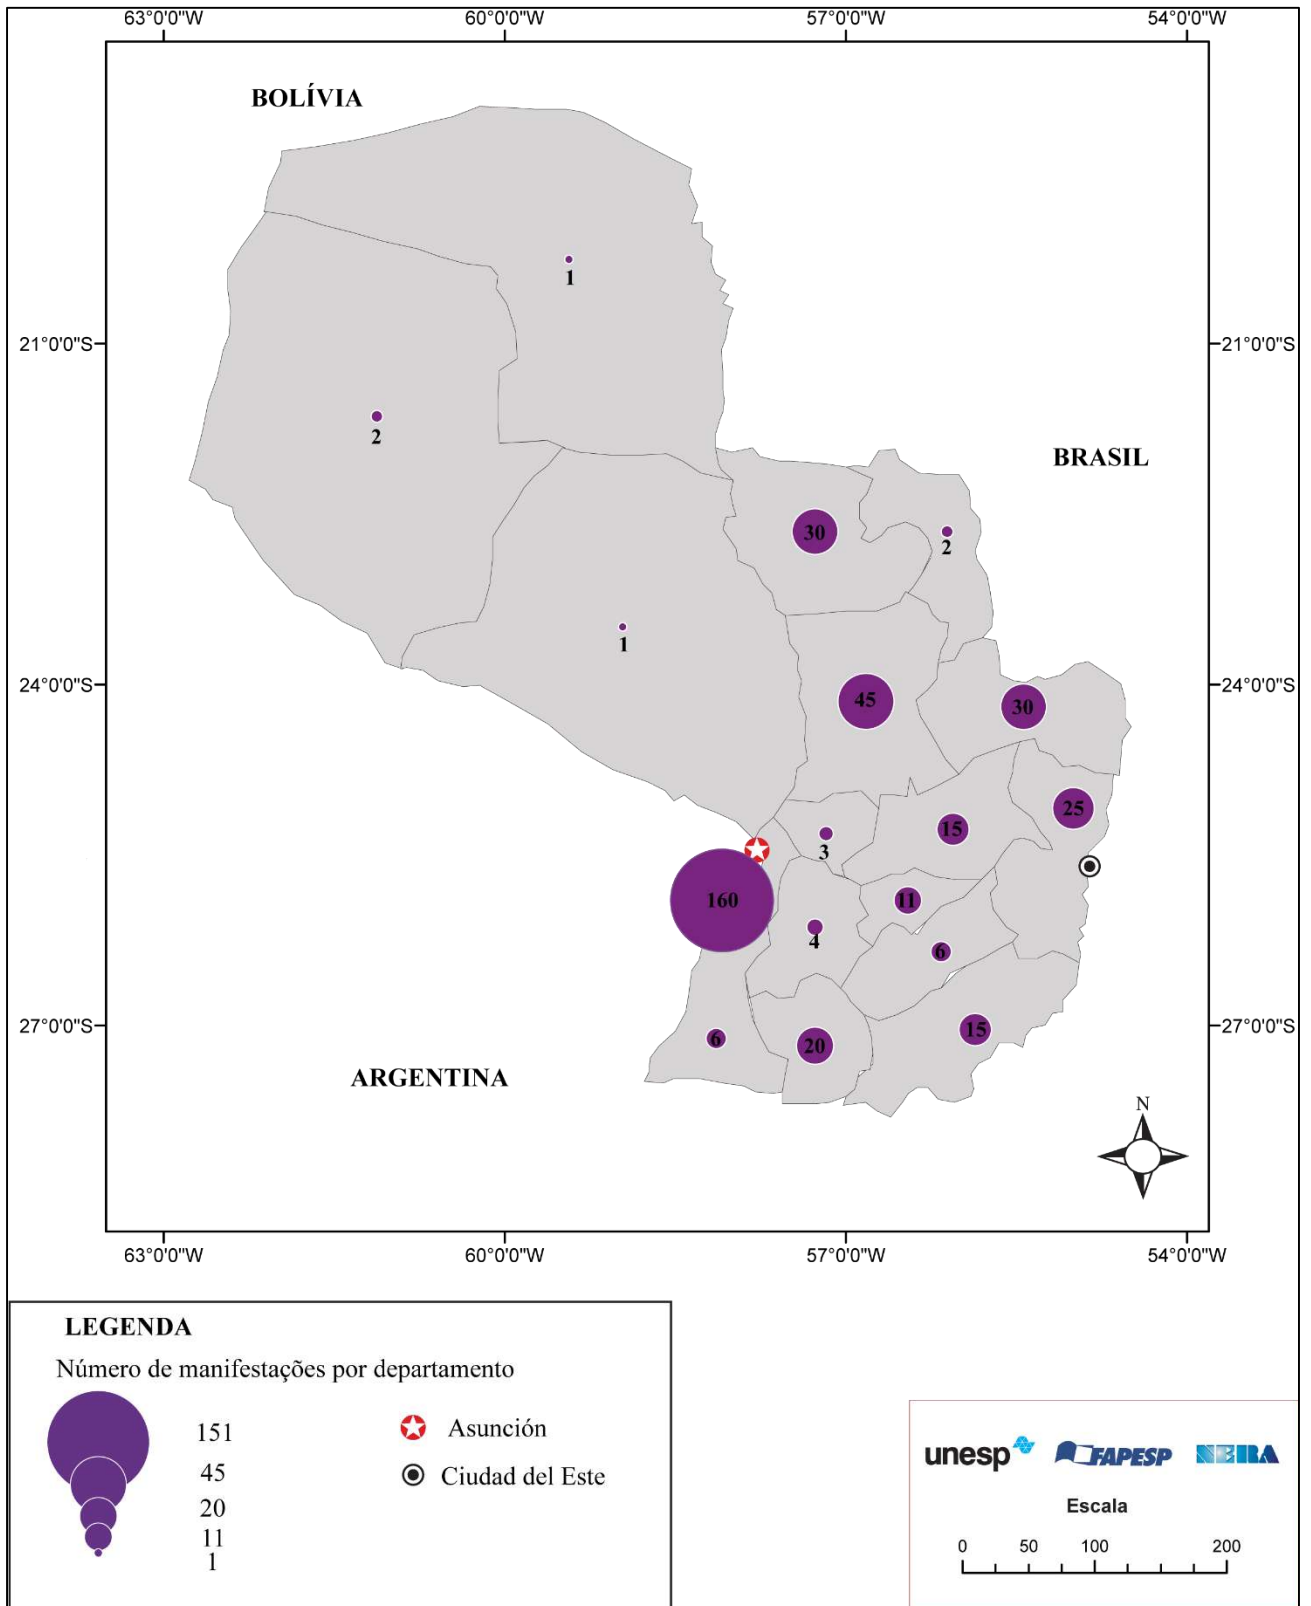 63°0'0"W 60°0'0"W 57°0'0"W 54°0'0"W
BOLÍVIA
1
21°0'0"S 21°0'0"S
2
BRASIL
30
2
1
24°0'0"S 24°0'0"S
45
30
25
15
3
160
11
4
6
27°0'0"S 27°0'0"S
6
20
15
ARGENTINA
N
63°0'0"W 60°0'0"W 57°0'0"W 54°0'0"W
LEGENDA
Número de manifestações por departamento
151
45
20
11
1
Asunción
Ciudad del Este
unesp FAPESP NERA
Escala
0 50 100 200